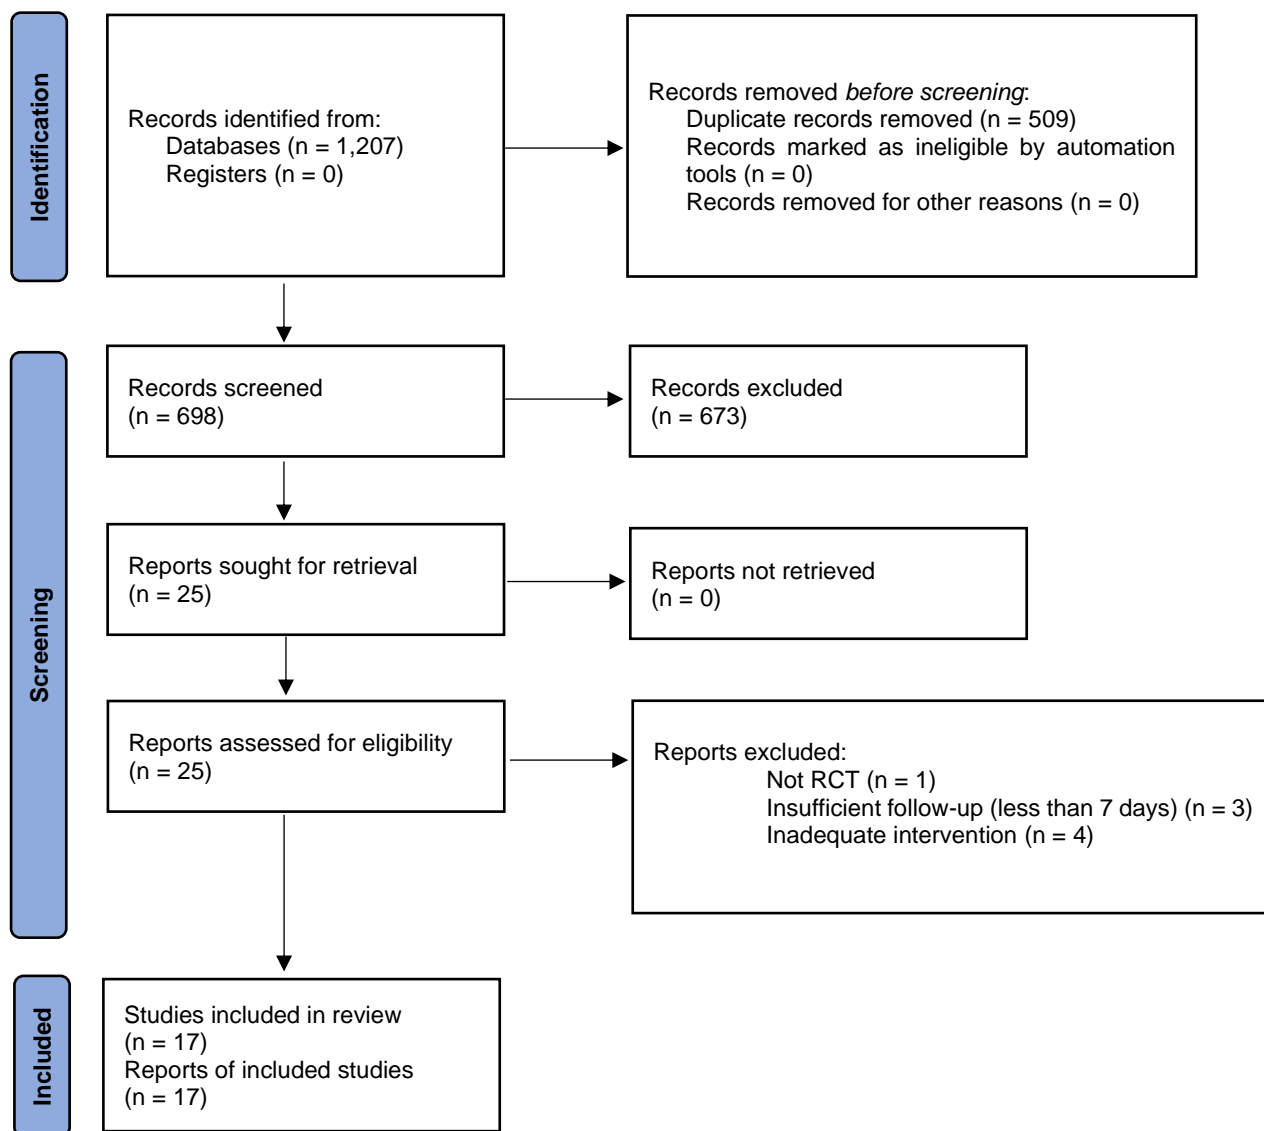 Identification
Records identified from:
Databases (n = 1,207)
Registers (n = 0)
Records removed before screening:
Duplicate records removed (n = 509)
Records marked as ineligible by automation
tools (n = 0)
Records removed for other reasons (n = 0)
Screening
Records screened
(n = 698)
Records excluded
(n = 673)
Reports sought for retrieval
(n = 25)
Reports not retrieved
(n = 0)
Reports assessed for eligibility
(n = 25)
Reports excluded:
Not RCT (n = 1)
Insufficient follow-up (less than 7 days) (n = 3)
Inadequate intervention (n = 4)
Included
Studies included in review
(n = 17)
Reports of included studies
(n = 17)